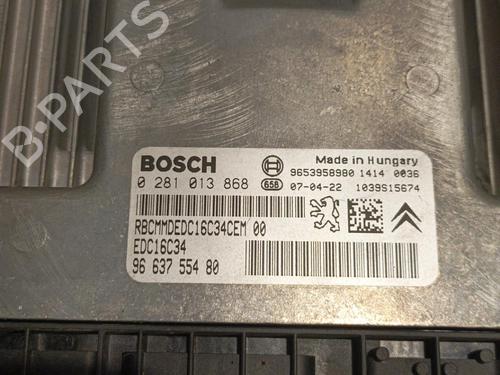 B-PARTS
BOSCH
Made in Hungary
9653958980 1414 0036
0 281 013 868 658 07-04-22 1039S15674
RBCMMDEDC16C34CEM 00
EDC16C34
96 637 554 80